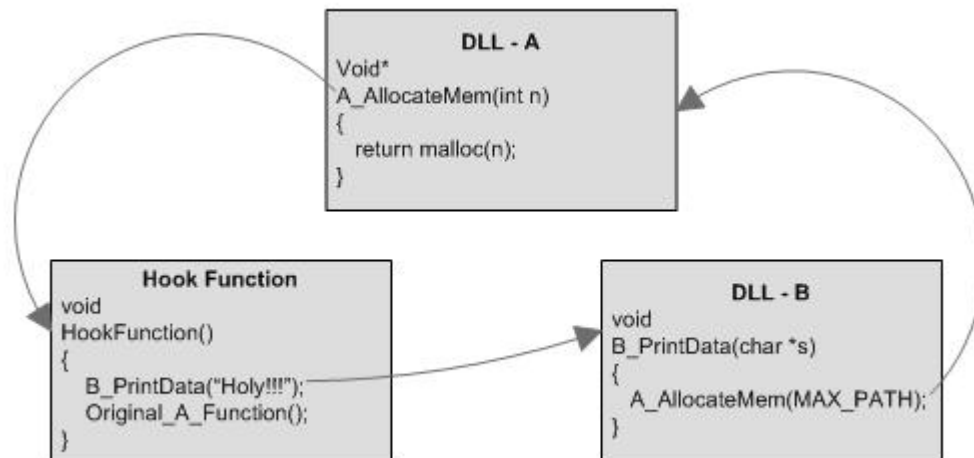 DLL - A
Void*
A_AllocateMem(int n)
{
return malloc(n);
}
Hook Function
void
HookFunction()
{
B_PrintData(“Holy!!!”);
Original_A_Function();
}
DLL - B
void
B_PrintData(char *s)
{
A_AllocateMem(MAX_PATH);
}